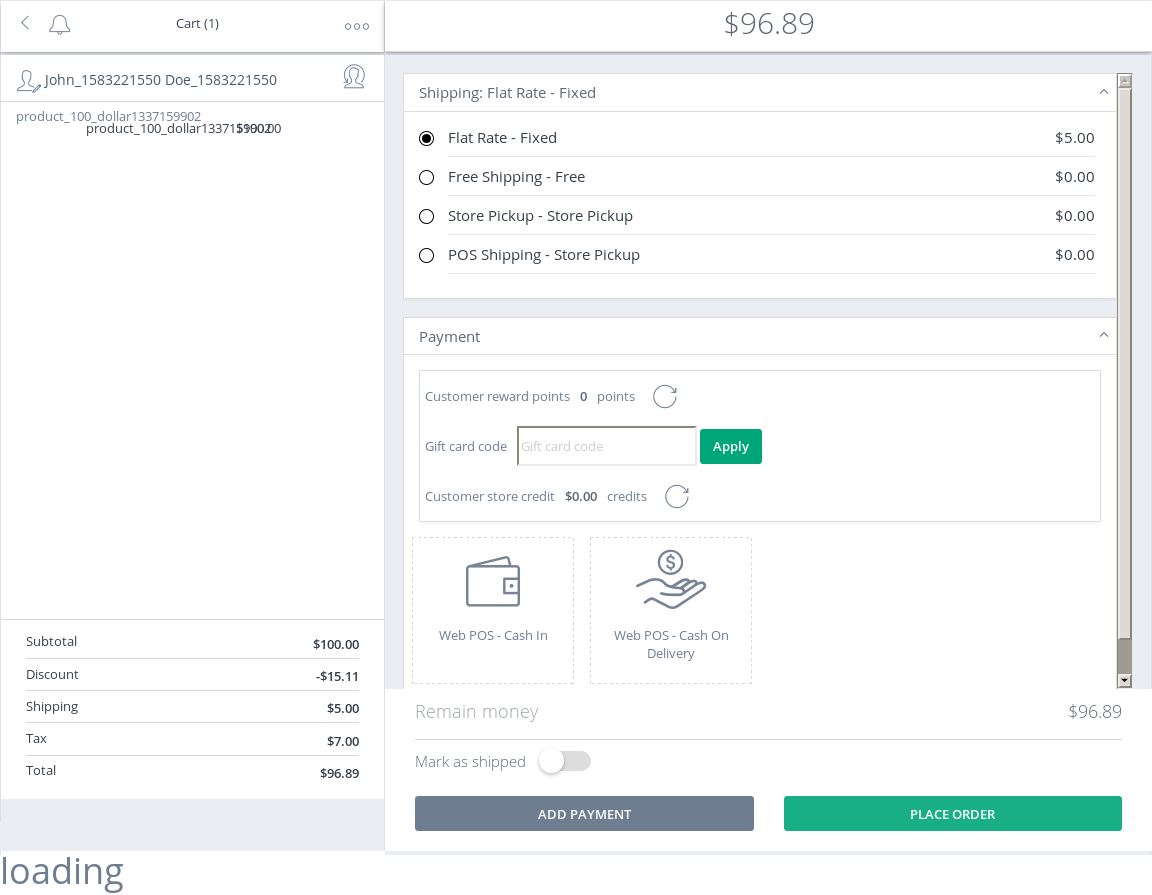 Cart (1)
$96.89
John_1583221550 Doe_1583221550
product_100_dollar1337159902
product_100_dollar1337159902
$100.00
Subtotal $100.00
Discount -$15.11
Shipping $5.00
Tax $7.00
Total $96.89
Shipping: Flat Rate - Fixed
Flat Rate - Fixed $5.00
Free Shipping - Free $0.00
Store Pickup - Store Pickup $0.00
POS Shipping - Store Pickup $0.00
Payment
Customer reward points 0 points
Gift card code Gift card code Apply
Customer store credit $0.00 credits
Web POS - Cash In
Web POS - Cash On
Delivery
Remain money $96.89
Mark as shipped
ADD PAYMENT PLACE ORDER
loading